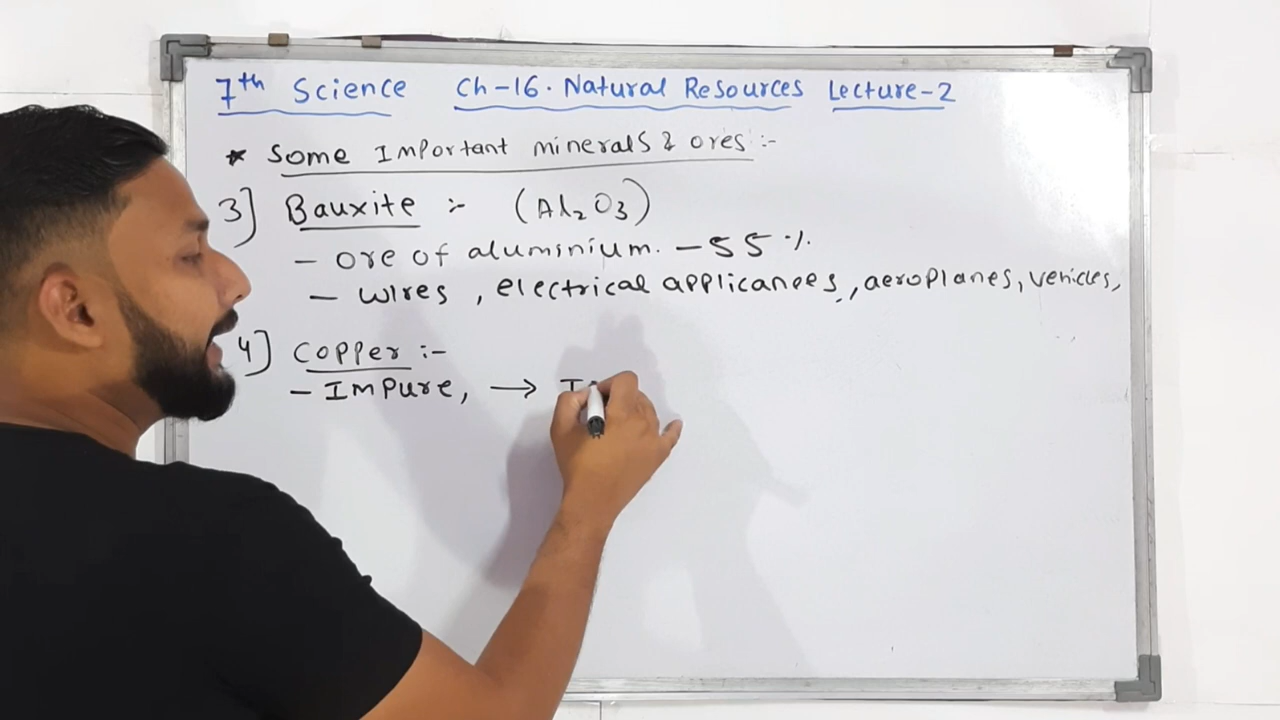 7th Science Ch-16. Natural Resources Lecture-2
* Some Important minerals & ores :-
3] Bauxite :- (Al2O3)
- ore of aluminium. - 55 %.
- wires, electrical applicances, aeroplanes, vehicles,
4] Copper :-
- Impure, →